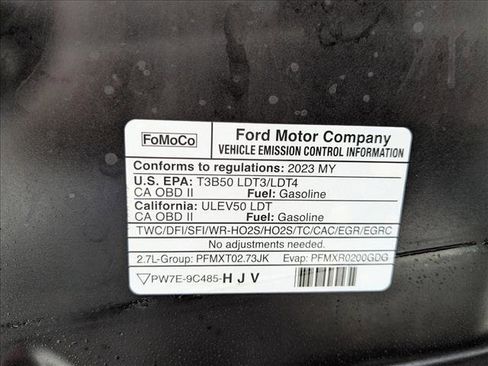 FoMoCo
Ford Motor Company
VEHICLE EMISSION CONTROL INFORMATION
Conforms to regulations: 2023 MY
U.S. EPA: T3B50 LDT3/LDT4
CA OBD II Fuel: Gasoline
California: ULEV50 LDT
CA OBD II Fuel: Gasoline
TWC/DFI/SFI/WR-HO2S/HO2S/TC/CAC/EGR/EGRC
No adjustments needed.
2.7L-Group: PFMXT02.73JK Evap: PFMXR0200GDG
PW7E-9C485-HJV